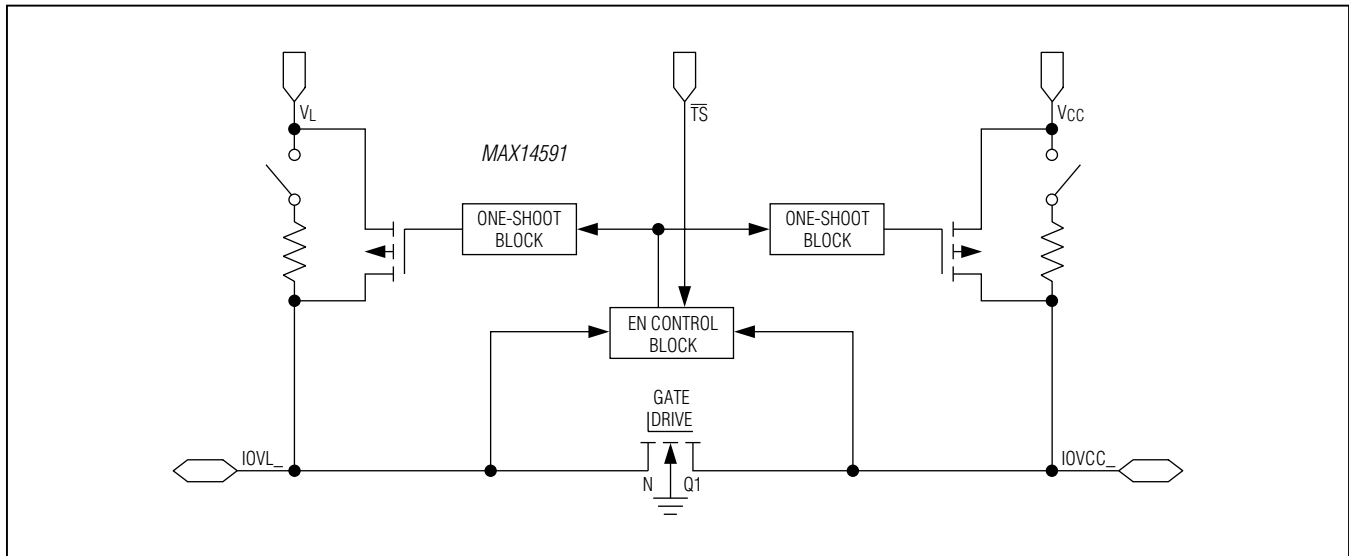 VL
TS
VCC
MAX14591
ONE-SHOOT
BLOCK
ONE-SHOOT
BLOCK
EN CONTROL
BLOCK
GATE
DRIVE
IOVL_
N
Q1
IOVCC_